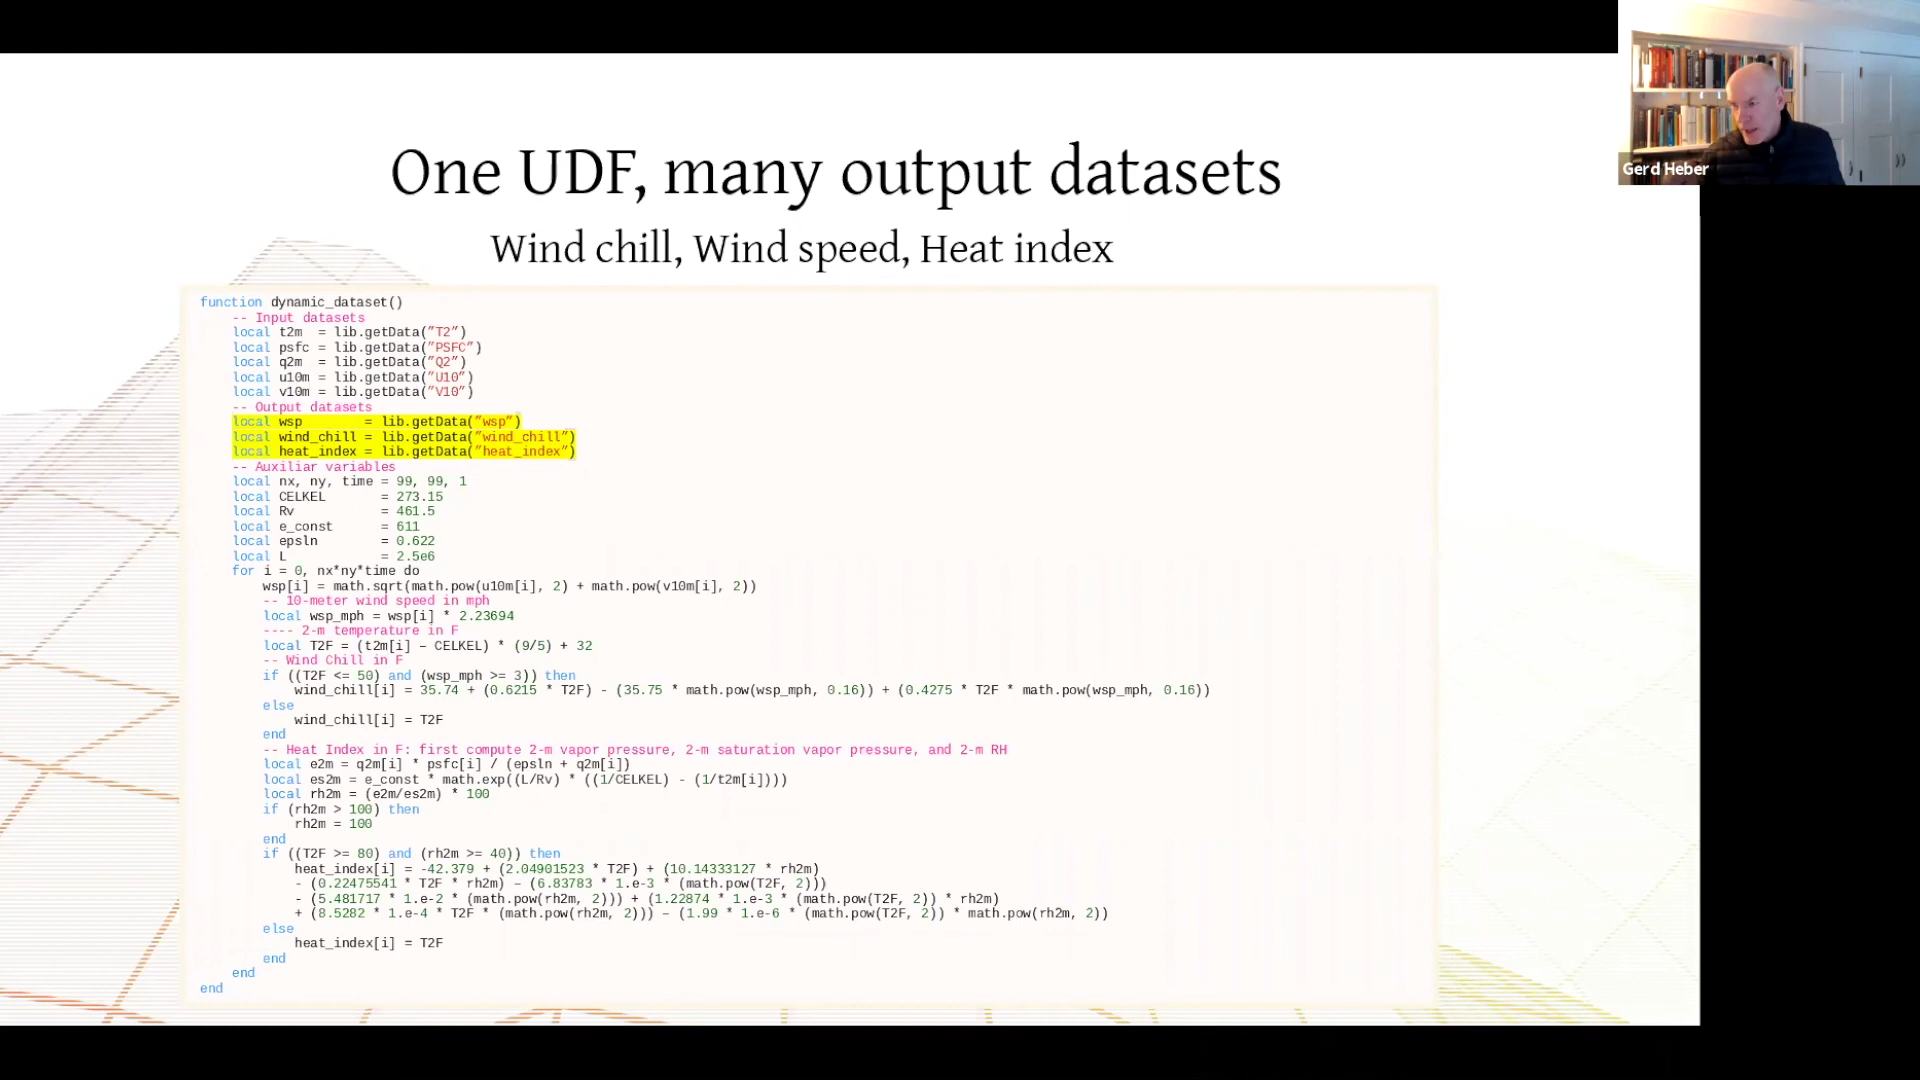 Gerd Heber
One UDF, many output datasets
Wind chill, Wind speed, Heat index
function dynamic_dataset()
-- Input datasets
local t2m  = lib.getData("T2")
local psfc = lib.getData("PSFC")
local q2m  = lib.getData("Q2")
local u10m = lib.getData("U10")
local v10m = lib.getData("V10")
-- Output datasets
local wsp        = lib.getData("wsp")
local wind_chill = lib.getData("wind_chill")
local heat_index = lib.getData("heat_index")
-- Auxiliar variables
local nx, ny, time = 99, 99, 1
local CELKEL       = 273.15
local Rv           = 461.5
local e_const      = 611
local epsln        = 0.622
local L            = 2.5e6
for i = 0, nx*ny*time do
wsp[i] = math.sqrt(math.pow(u10m[i], 2) + math.pow(v10m[i], 2))
-- 10-meter wind speed in mph
local wsp_mph = wsp[i] * 2.23694
---- 2-m temperature in F
local T2F = (t2m[i] – CELKEL) * (9/5) + 32
-- Wind Chill in F
if ((T2F <= 50) and (wsp_mph >= 3)) then
wind_chill[i] = 35.74 + (0.6215 * T2F) - (35.75 * math.pow(wsp_mph, 0.16)) + (0.4275 * T2F * math.pow(wsp_mph, 0.16))
else
wind_chill[i] = T2F
end
-- Heat Index in F: first compute 2-m vapor pressure, 2-m saturation vapor pressure, and 2-m RH
local e2m = q2m[i] * psfc[i] / (epsln + q2m[i])
local es2m = e_const * math.exp((L/Rv) * ((1/CELKEL) - (1/t2m[i])))
local rh2m = (e2m/es2m) * 100
if (rh2m > 100) then
rh2m = 100
end
if ((T2F >= 80) and (rh2m >= 40)) then
heat_index[i] = -42.379 + (2.04901523 * T2F) + (10.14333127 * rh2m)
- (0.22475541 * T2F * rh2m) – (6.83783 * 1.e-3 * (math.pow(T2F, 2)))
- (5.481717 * 1.e-2 * (math.pow(rh2m, 2))) + (1.22874 * 1.e-3 * (math.pow(T2F, 2)) * rh2m)
+ (8.5282 * 1.e-4 * T2F * (math.pow(rh2m, 2))) – (1.99 * 1.e-6 * (math.pow(T2F, 2)) * math.pow(rh2m, 2))
else
heat_index[i] = T2F
end
end
end